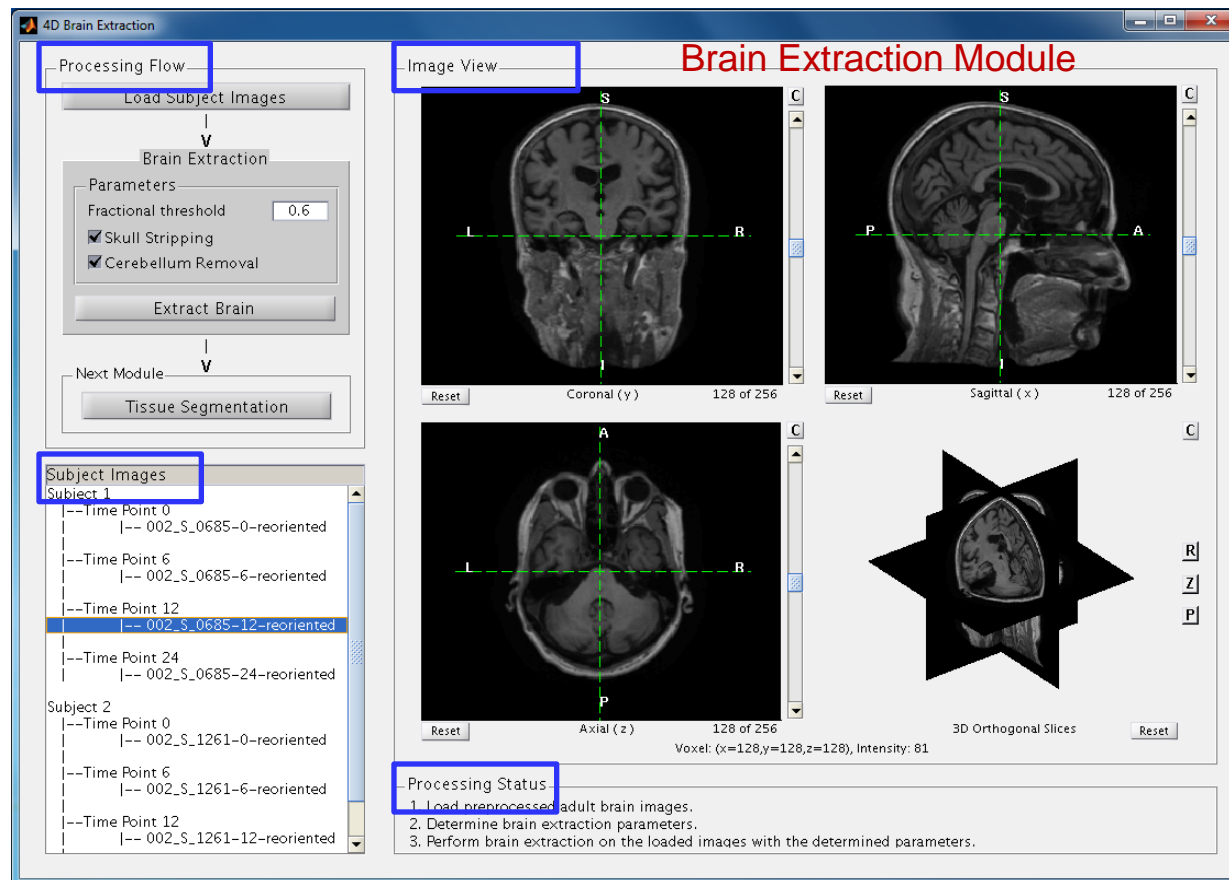 4D Brain Extraction
Brain Extraction Module
Processing Flow
Load Subject Images
|
V
Brain Extraction
Parameters
Fractional threshold 0.6
Skull Stripping
Cerebellum Removal
Extract Brain
|
V
Next Module
Tissue Segmentation
Subject Images
Subject 1
|--Time Point 0
| |-- 002_S_0685-0-reoriented
|
|--Time Point 6
| |-- 002_S_0685-6-reoriented
|
|--Time Point 12
| |-- 002_S_0685-12-reoriented
|
|--Time Point 24
| |-- 002_S_0685-24-reoriented
Subject 2
|--Time Point 0
| |-- 002_S_1261-0-reoriented
|
|--Time Point 6
| |-- 002_S_1261-6-reoriented
|
|--Time Point 12
| |-- 002_S_1261-12-reoriented
Image View
S
C
L
R
I
Reset Coronal (y) 128 of 256
S
C
P
A
I
Reset Sagittal (x) 128 of 256
A
C
L
R
P
Reset Axial (z) 128 of 256
C
R
Z
P
3D Orthogonal Slices Reset
Voxel: (x=128,y=128,z=128), Intensity: 81
Processing Status
1. Load preprocessed adult brain images.
2. Determine brain extraction parameters.
3. Perform brain extraction on the loaded images with the determined parameters.